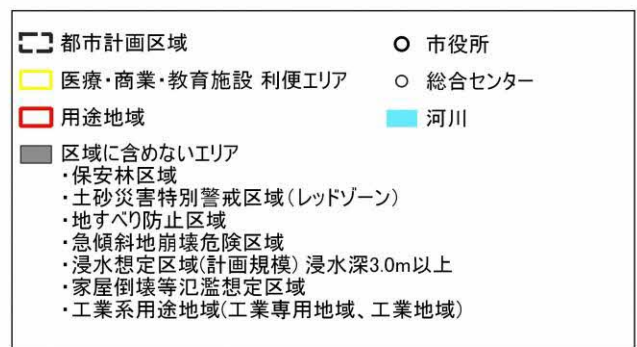 都市計画区域
市役所
医療・商業・教育施設 利便エリア
総合センター
用途地域
河川
区域に含めないエリア
・保安林区域
・土砂災害特別警戒区域(レッドゾーン)
・地すべり防止区域
・急傾斜地崩壊危険区域
・浸水想定区域(計画規模) 浸水深3.0m以上
・家屋倒壊等氾濫想定区域
・工業系用途地域(工業専用地域、工業地域)